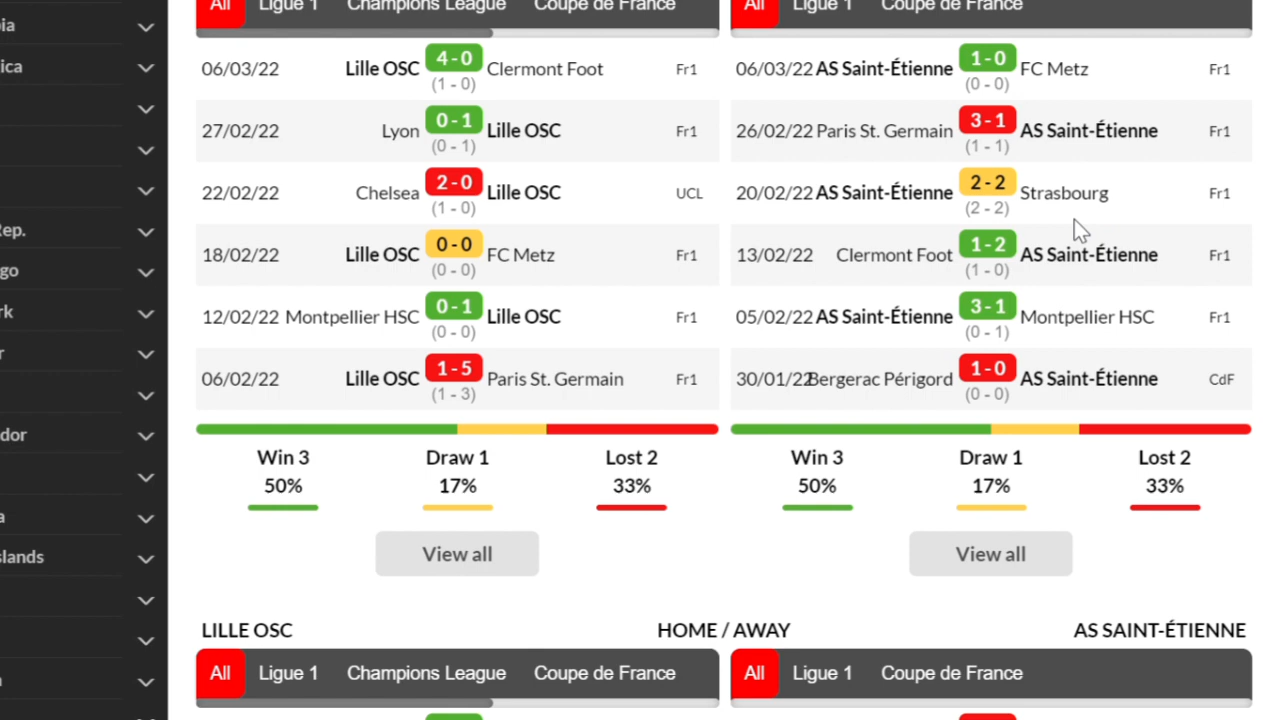 All Ligue 1 Champions League Coupe de France
06/03/22 Lille OSC 4-0 Clermont Foot Fr1
(1 - 0)
27/02/22 Lyon 0-1 Lille OSC Fr1
(0 - 1)
22/02/22 Chelsea 2-0 Lille OSC UCL
(1 - 0)
18/02/22 Lille OSC 0-0 FC Metz Fr1
(0 - 0)
12/02/22 Montpellier HSC 0-1 Lille OSC Fr1
(0 - 0)
06/02/22 Lille OSC 1-5 Paris St. Germain Fr1
(1 - 3)
Win 3 Draw 1 Lost 2
50% 17% 33%
View all
All Ligue 1 Coupe de France
06/03/22 AS Saint-Étienne 1-0 FC Metz Fr1
(0 - 0)
26/02/22 Paris St. Germain 3-1 AS Saint-Étienne Fr1
(1 - 1)
20/02/22 AS Saint-Étienne 2-2 Strasbourg Fr1
(2 - 2)
13/02/22 Clermont Foot 1-2 AS Saint-Étienne Fr1
(1 - 0)
05/02/22 AS Saint-Étienne 3-1 Montpellier HSC Fr1
(0 - 1)
30/01/22 Bergerac Périgord 1-0 AS Saint-Étienne CdF
(0 - 0)
Win 3 Draw 1 Lost 2
50% 17% 33%
View all
LILLE OSC HOME / AWAY AS SAINT-ÉTIENNE
All Ligue 1 Champions League Coupe de France
All Ligue 1 Coupe de France